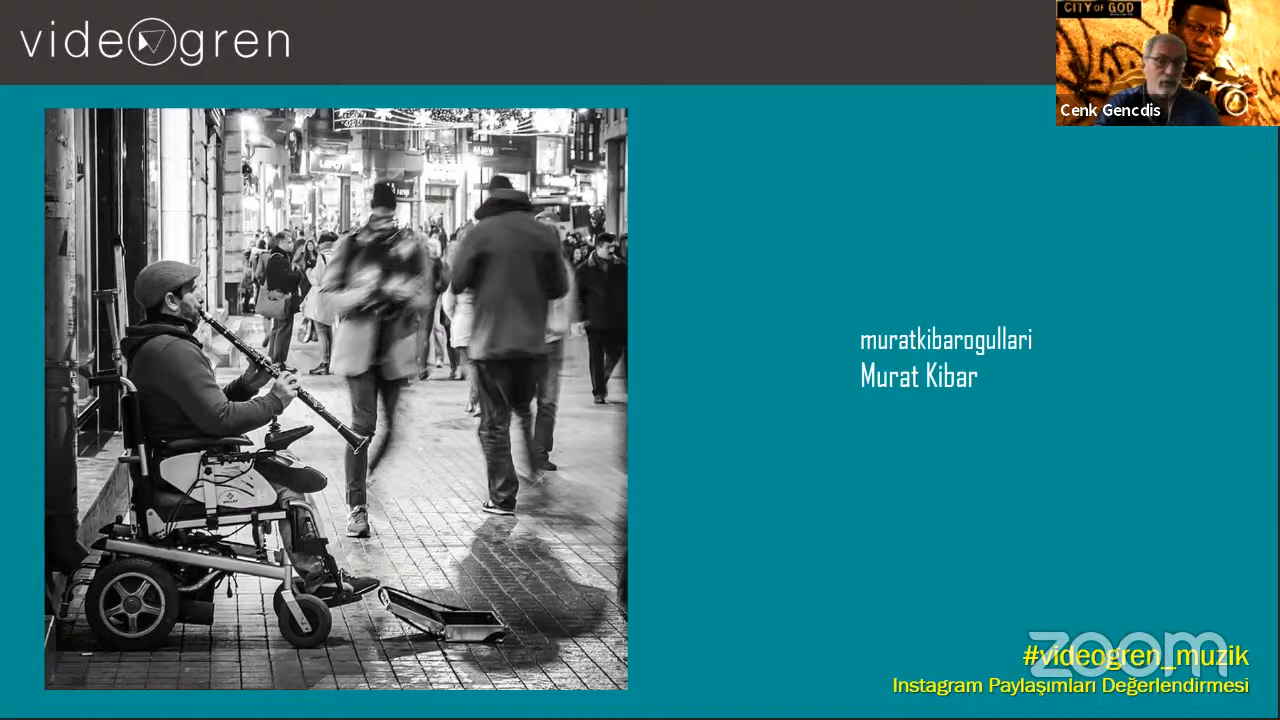 videogren
CITY OF GOD
Cenk Gencdis
muratkibarogullari
Murat Kibar
zoom
#videogren_muzik
Instagram Paylaşımları Değerlendirmesi